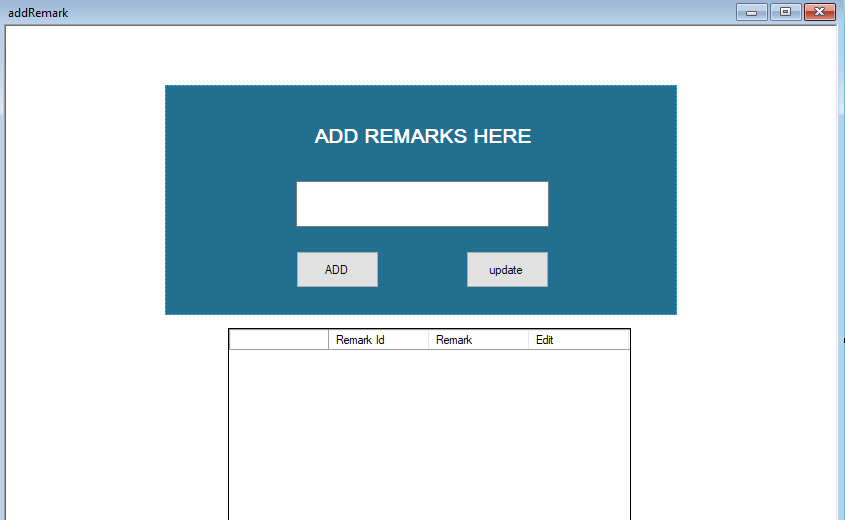 addRemark
ADD REMARKS HERE
ADD update
Remark Id Remark Edit